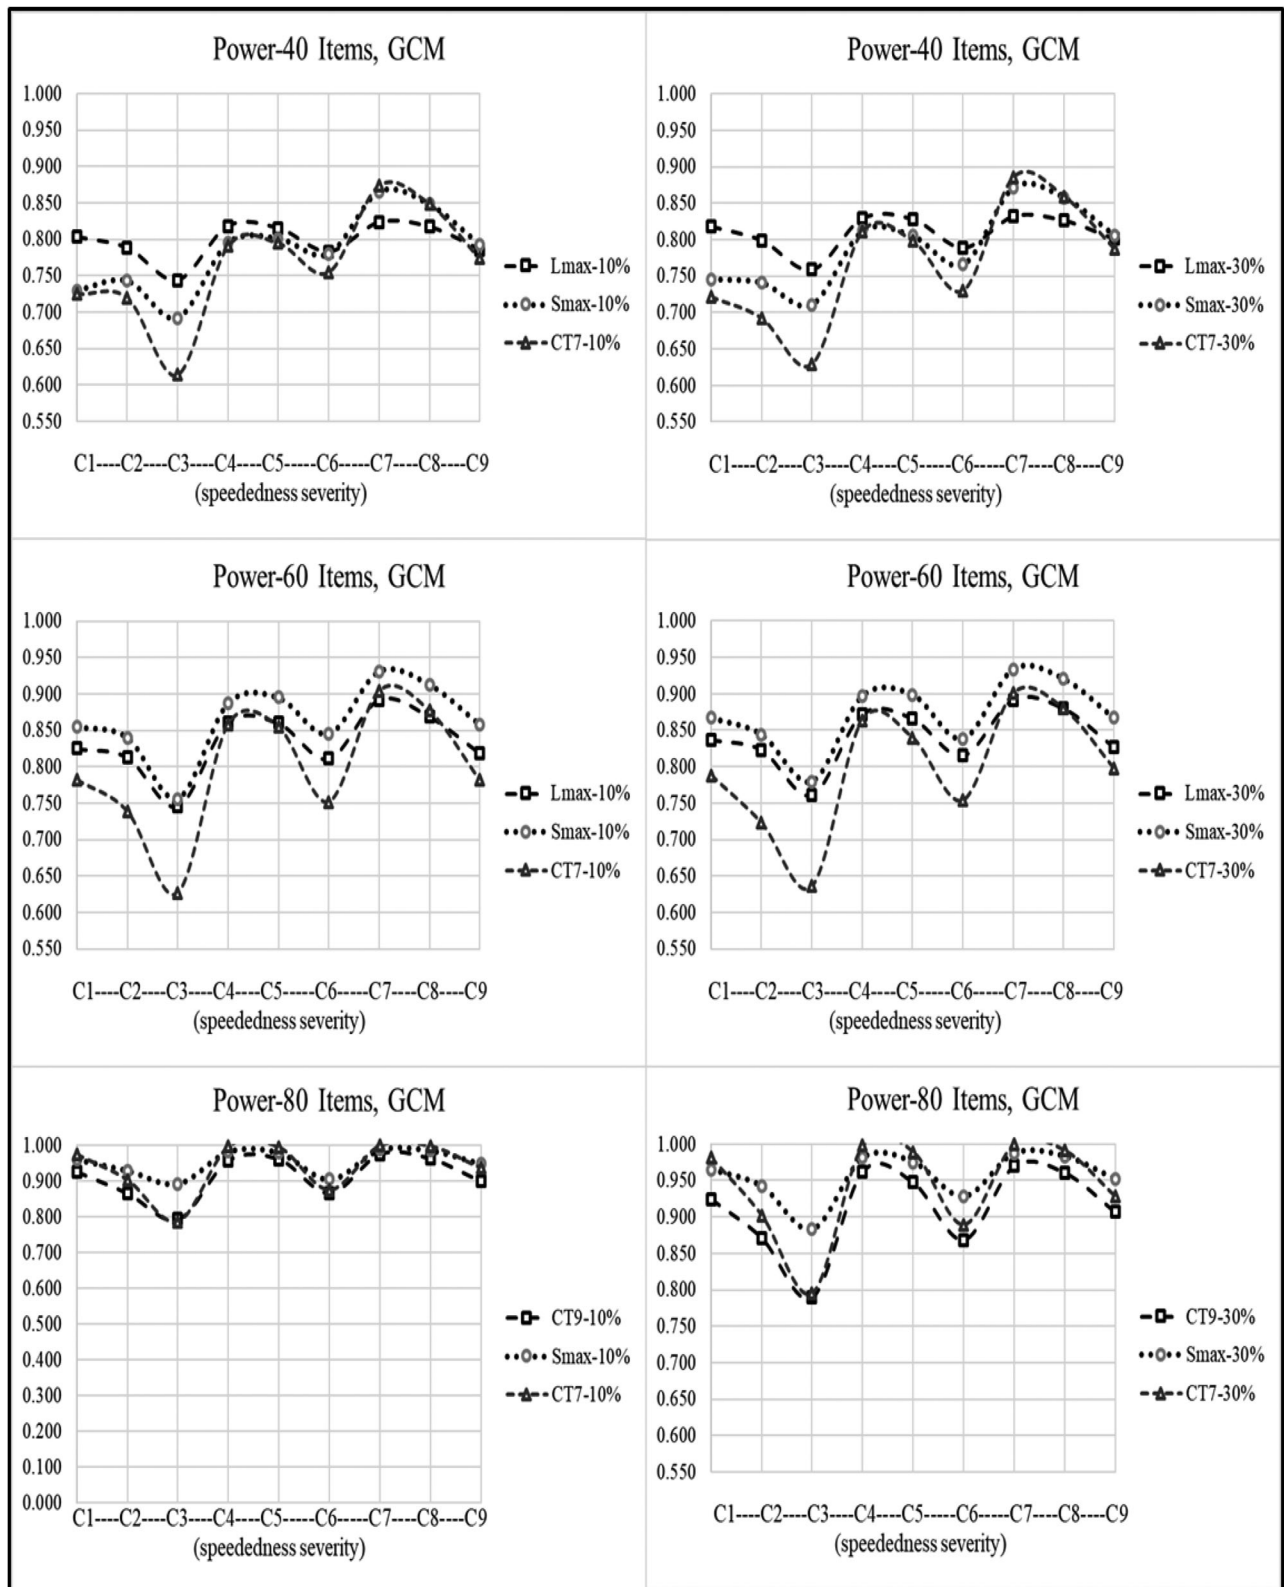 Power-40 Items, GCM
1.000
0.950
0.900
0.850
0.800
0.750
0.700
0.650
0.600
0.550
C1----C2----C3----C4----C5-----C6-----C7----C8----C9
(speededness severity)
Lmax-10%
Smax-10%
CT7-10%
Power-40 Items, GCM
1.000
0.950
0.900
0.850
0.800
0.750
0.700
0.650
0.600
0.550
C1----C2----C3----C4----C5-----C6-----C7----C8----C9
(speededness severity)
Lmax-30%
Smax-30%
CT7-30%
Power-60 Items, GCM
1.000
0.950
0.900
0.850
0.800
0.750
0.700
0.650
0.600
0.550
C1----C2----C3----C4----C5-----C6-----C7----C8----C9
(speededness severity)
Lmax-10%
Smax-10%
CT7-10%
Power-60 Items, GCM
1.000
0.950
0.900
0.850
0.800
0.750
0.700
0.650
0.600
0.550
C1----C2----C3----C4----C5-----C6-----C7----C8----C9
(speededness severity)
Lmax-30%
Smax-30%
CT7-30%
Power-80 Items, GCM
1.000
0.900
0.800
0.700
0.600
0.500
0.400
0.300
0.200
0.100
0.000
C1----C2----C3----C4----C5-----C6-----C7----C8----C9
(speededness severity)
CT9-10%
Smax-10%
CT7-10%
Power-80 Items, GCM
1.000
0.950
0.900
0.850
0.800
0.750
0.700
0.650
0.600
0.550
C1----C2----C3----C4----C5-----C6-----C7----C8----C9
(speededness severity)
CT9-30%
Smax-30%
CT7-30%